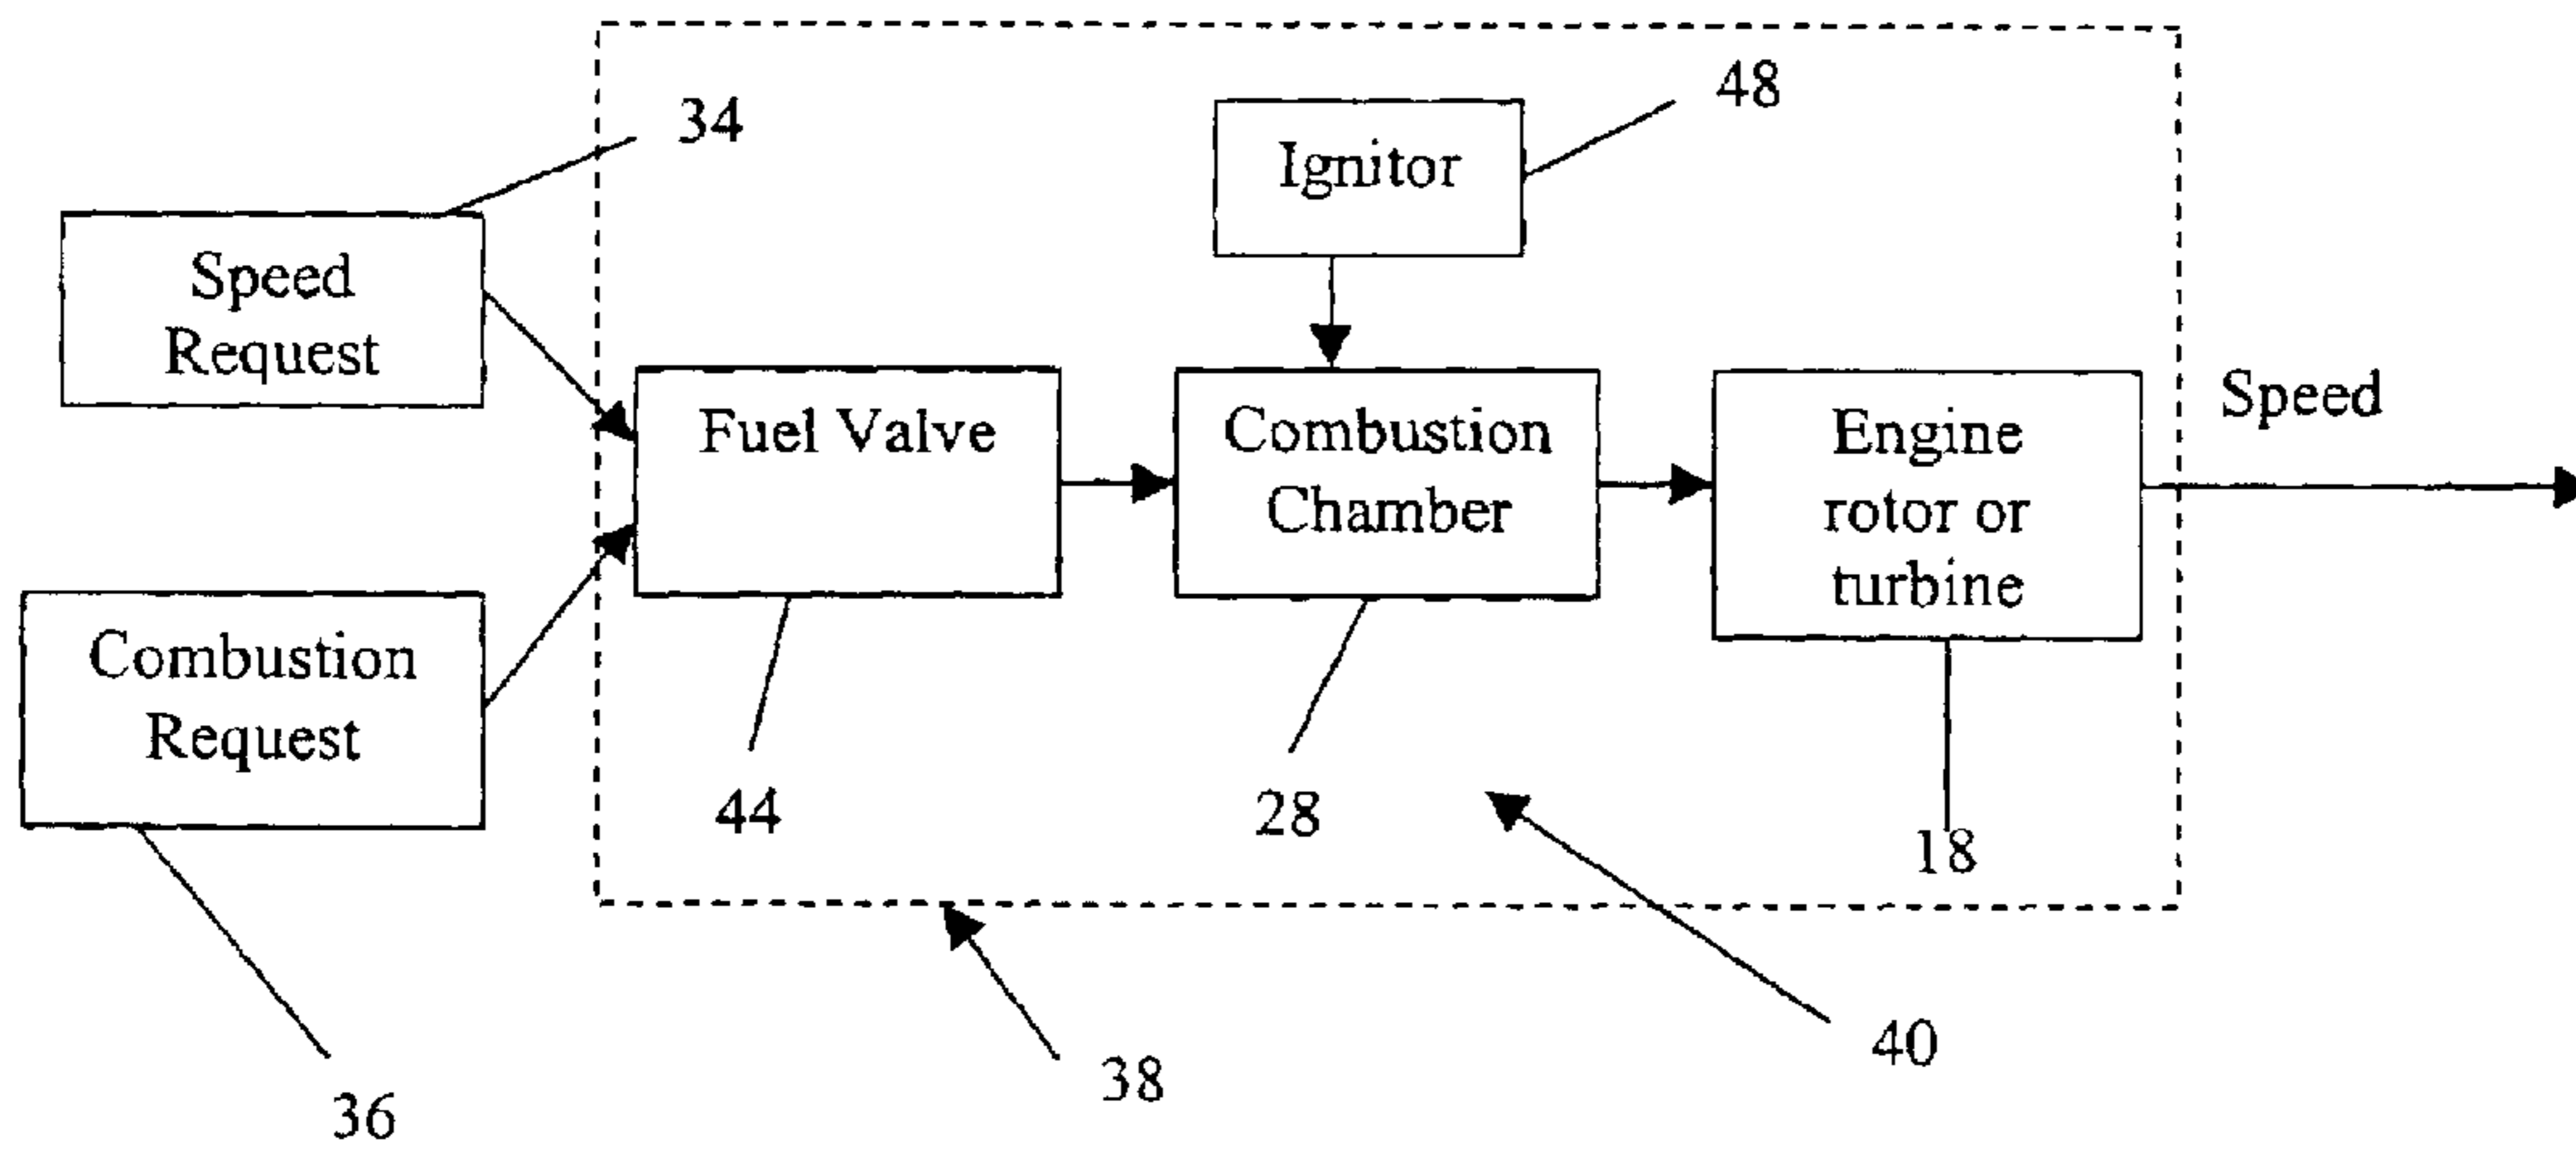 48
34
Ignitor
Speed
Request
Speed
Fuel Valve
Combustion
Chamber
Engine
rotor or
turbine
Combustion
Request
44
28
18
40
38
36